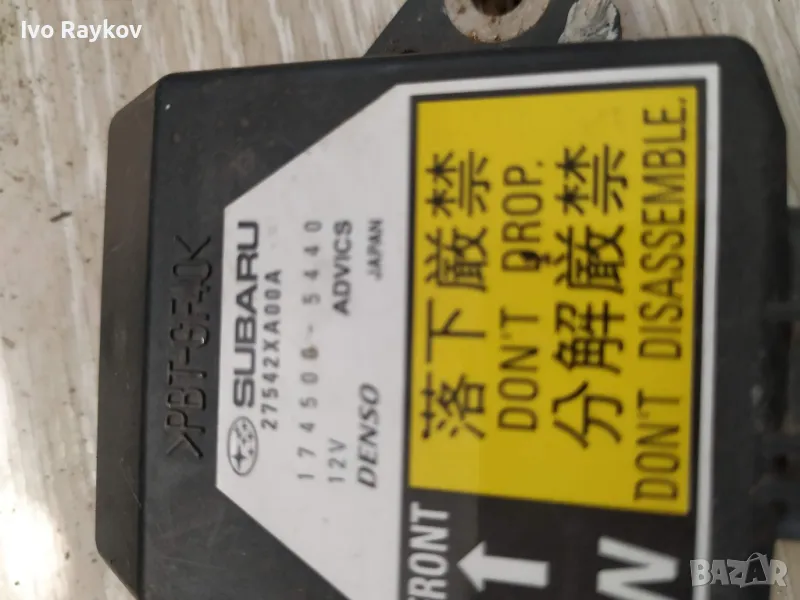 Ivo Raykov
>PBT-GF40<
SUBARU
27542XA00A
174500-5440
12V ADVICS
DENSO JAPAN
落下厳禁
DON'T DROP.
分解厳禁
DON'T DISASSEMBLE.
FRONT
N
BAZAR